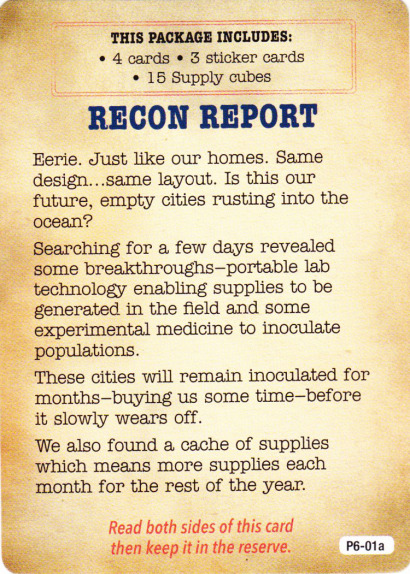 THIS PACKAGE INCLUDES:
• 4 cards • 3 sticker cards
• 15 Supply cubes
RECON REPORT
Eerie. Just like our homes. Same
design...same layout. Is this our
future, empty cities rusting into the
ocean?
Searching for a few days revealed
some breakthroughs—portable lab
technology enabling supplies to be
generated in the field and some
experimental medicine to inoculate
populations.
These cities will remain inoculated for
months—buying us some time—before
it slowly wears off.
We also found a cache of supplies
which means more supplies each
month for the rest of the year.
Read both sides of this card
then keep it in the reserve.
P6-01a